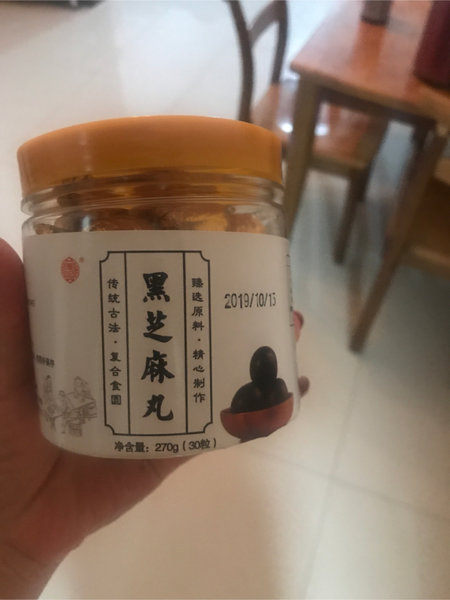 黑芝麻丸
臻选原料·精心制作
传统古法·复合食圆
2019/10/13
净含量:270g(30粒)